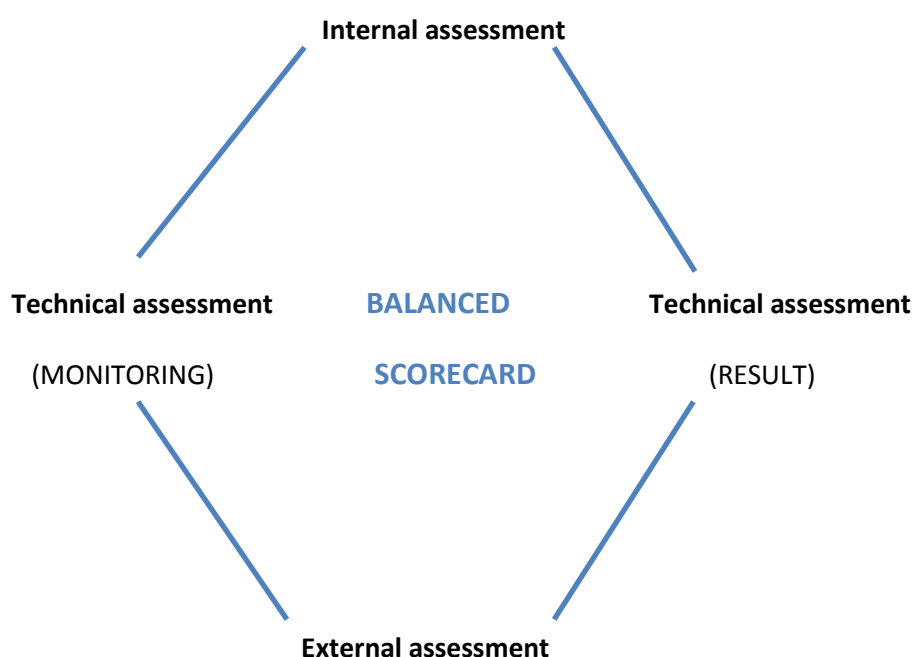 Internal assessment
Technical assessment BALANCED Technical assessment
(MONITORING) SCORECARD (RESULT)
External assessment